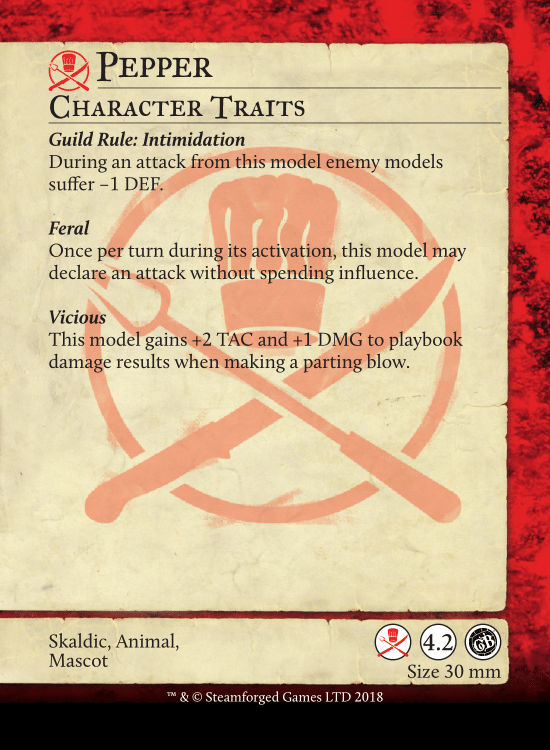 Pepper
Character Traits
Guild Rule: Intimidation
During an attack from this model enemy models
suffer −1 DEF.
Feral
Once per turn during its activation, this model may
declare an attack without spending influence.
Vicious
This model gains +2 TAC and +1 DMG to playbook
damage results when making a parting blow.
Skaldic, Animal,
Mascot
4.2
GB
Size 30 mm
™ & © Steamforged Games LTD 2018